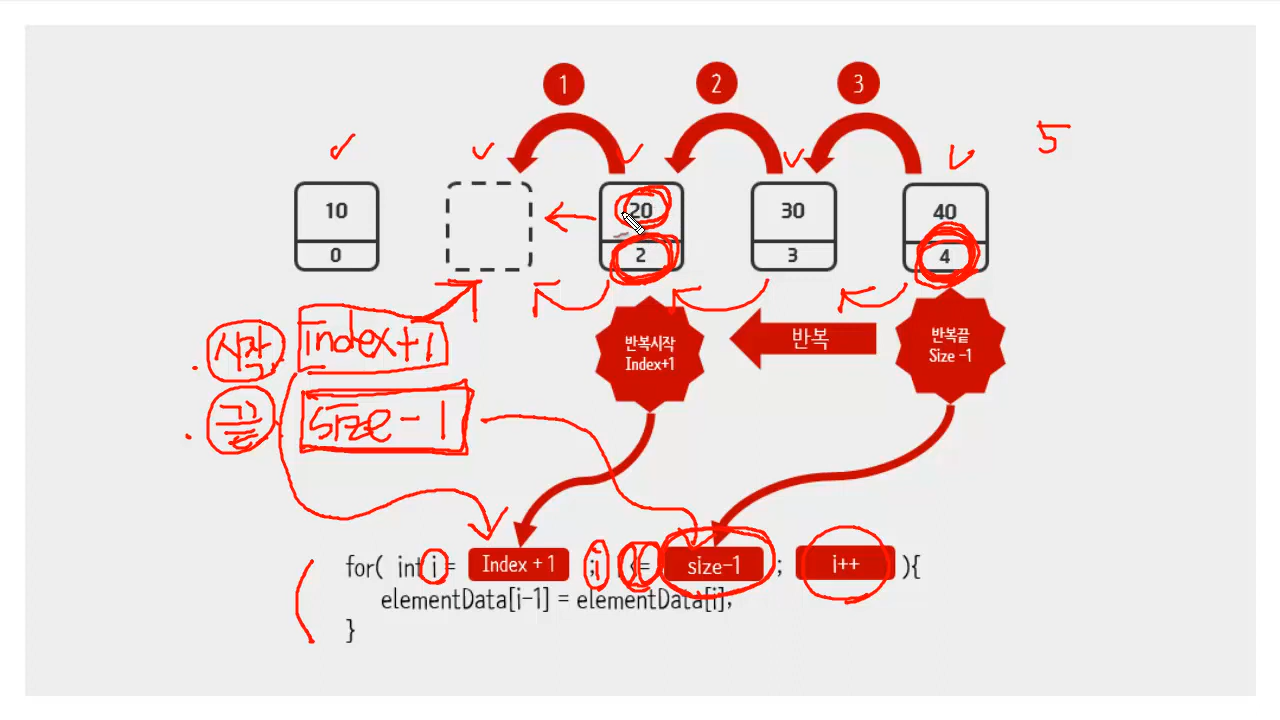 1 2 3
5
10 20 30 40
0 2 3 4
시작 index+1
반복시작
Index+1
반복
반복끝
Size -1
끝 size-1
for( int i = Index + 1 ; i <= size-1 ; i++ ){
elementData[i-1] = elementData[i];
}